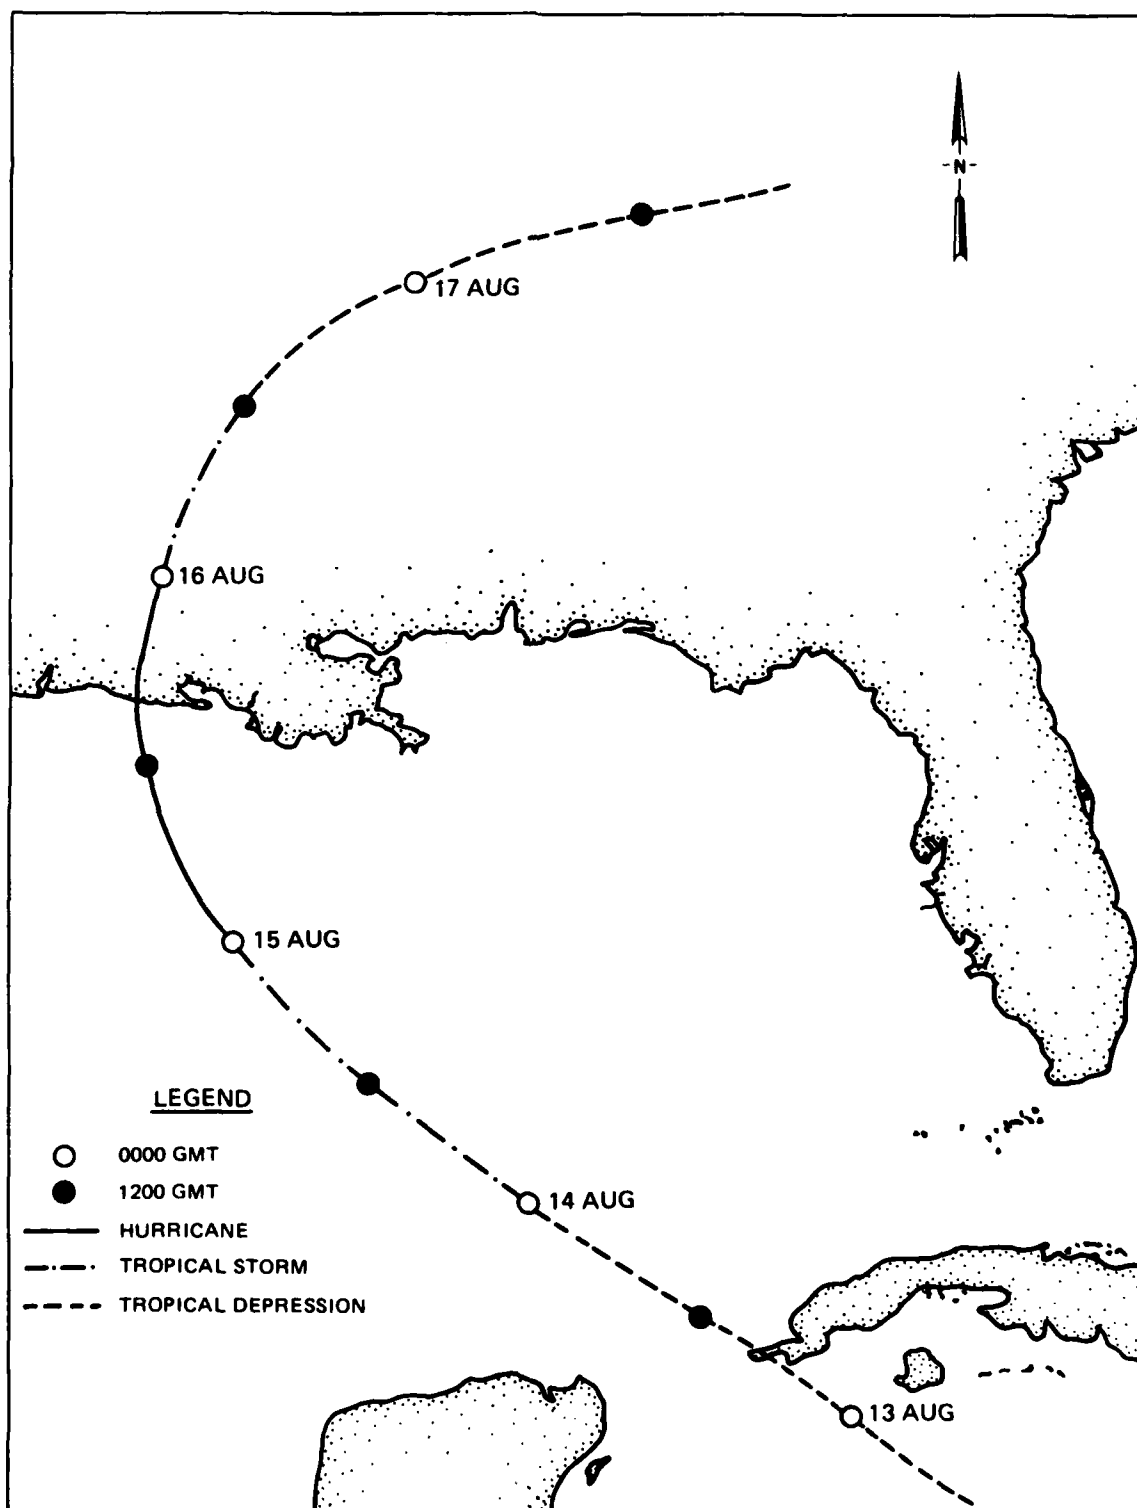 N
17 AUG
16 AUG
15 AUG
LEGEND
0000 GMT
1200 GMT
HURRICANE
TROPICAL STORM
TROPICAL DEPRESSION
14 AUG
13 AUG